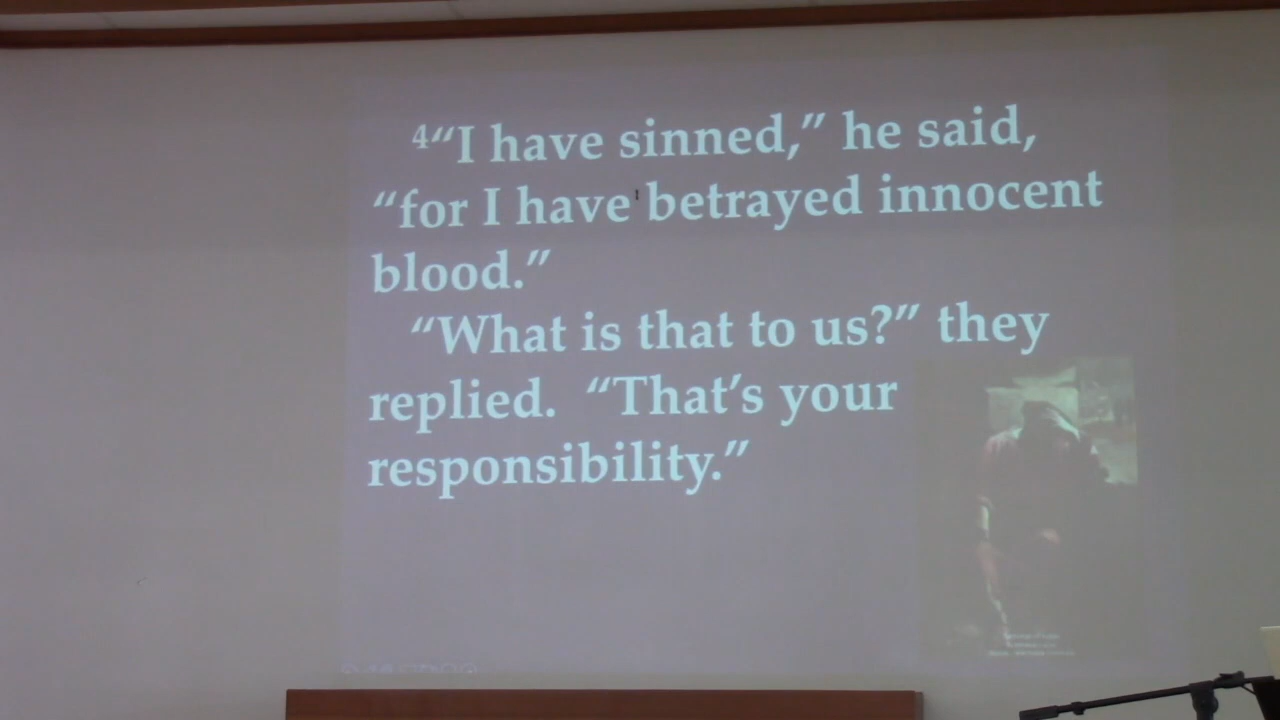 4“I have sinned,” he said,
“for I have betrayed innocent
blood.”
“What is that to us?” they
replied. “That’s your
responsibility.”